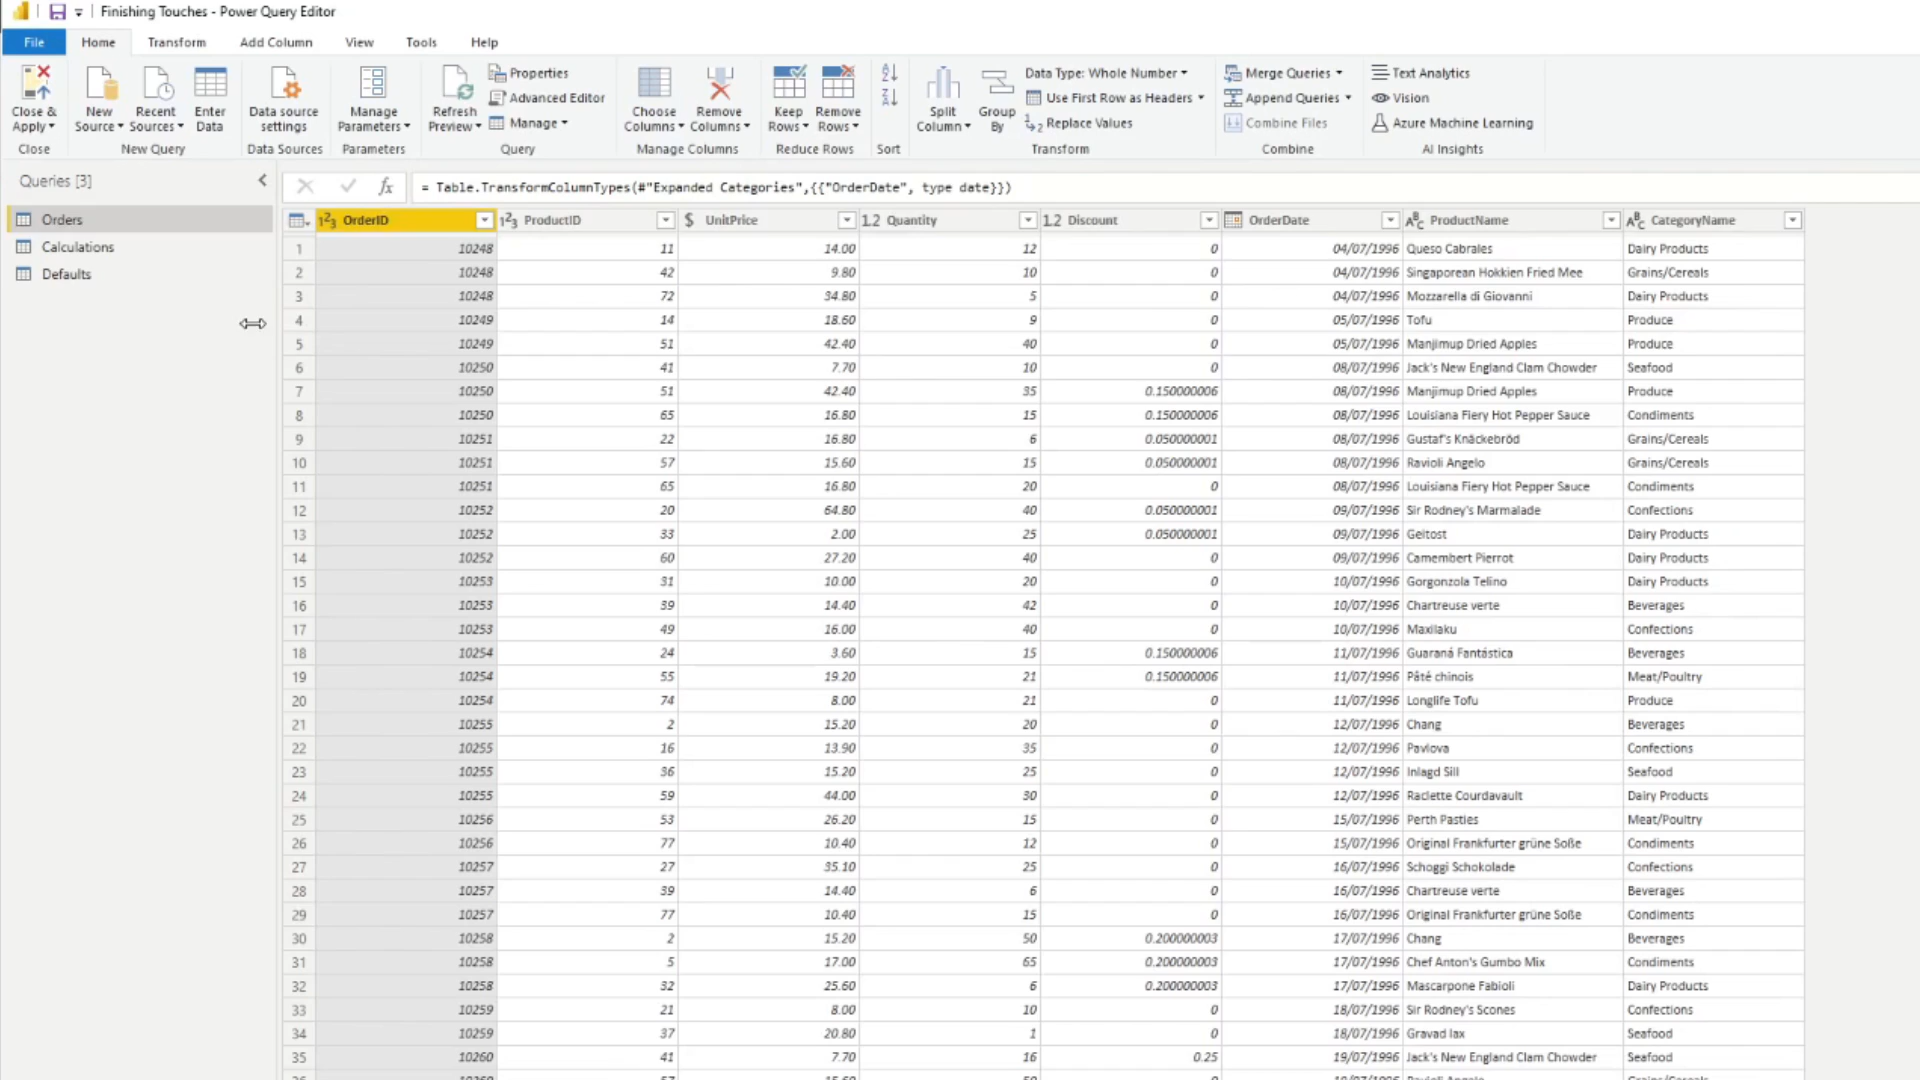 Finishing Touches - Power Query Editor
File Home Transform Add Column View Tools Help
Close & Apply
New Source
Recent Sources
Enter Data
Data source settings
Manage Parameters
Refresh Preview
Properties
Advanced Editor
Manage
Choose Columns
Remove Columns
Keep Rows
Remove Rows
Split Column
Group By
Data Type: Whole Number
Use First Row as Headers
Replace Values
Merge Queries
Append Queries
Combine Files
Text Analytics
Vision
Azure Machine Learning
Close New Query Data Sources Parameters Query Manage Columns Reduce Rows Sort Transform Combine AI Insights
Queries [3]
= Table.TransformColumnTypes(#"Expanded Categories",{{"OrderDate", type date}})
Orders
Calculations
Defaults
OrderID ProductID UnitPrice Quantity Discount OrderDate ProductName CategoryName
1 10248 11 14.00 12 0 04/07/1996 Queso Cabrales Dairy Products
2 10248 42 9.80 10 0 04/07/1996 Singaporean Hokkien Fried Mee Grains/Cereals
3 10248 72 34.80 5 0 04/07/1996 Mozzarella di Giovanni Dairy Products
4 10249 14 18.60 9 0 05/07/1996 Tofu Produce
5 10249 51 42.40 40 0 05/07/1996 Manjimup Dried Apples Produce
6 10250 41 7.70 10 0 08/07/1996 Jack's New England Clam Chowder Seafood
7 10250 51 42.40 35 0.150000006 08/07/1996 Manjimup Dried Apples Produce
8 10250 65 16.80 15 0.150000006 08/07/1996 Louisiana Fiery Hot Pepper Sauce Condiments
9 10251 22 16.80 6 0.050000001 08/07/1996 Gustaf's Knäckebröd Grains/Cereals
10 10251 57 15.60 15 0.050000001 08/07/1996 Ravioli Angelo Grains/Cereals
11 10251 65 16.80 20 0 08/07/1996 Louisiana Fiery Hot Pepper Sauce Condiments
12 10252 20 64.80 40 0.050000001 09/07/1996 Sir Rodney's Marmalade Confections
13 10252 33 2.00 25 0.050000001 09/07/1996 Geitost Dairy Products
14 10252 60 27.20 40 0 09/07/1996 Camembert Pierrot Dairy Products
15 10253 31 10.00 20 0 10/07/1996 Gorgonzola Telino Dairy Products
16 10253 39 14.40 42 0 10/07/1996 Chartreuse verte Beverages
17 10253 49 16.00 40 0 10/07/1996 Maxilaku Confections
18 10254 24 3.60 15 0.150000006 11/07/1996 Guaraná Fantástica Beverages
19 10254 55 19.20 21 0.150000006 11/07/1996 Pâté chinois Meat/Poultry
20 10254 74 8.00 21 0 11/07/1996 Longlife Tofu Produce
21 10255 2 15.20 20 0 12/07/1996 Chang Beverages
22 10255 16 13.90 35 0 12/07/1996 Pavlova Confections
23 10255 36 15.20 25 0 12/07/1996 Inlagd Sill Seafood
24 10255 59 44.00 30 0 12/07/1996 Raclette Courdavault Dairy Products
25 10256 53 26.20 15 0 15/07/1996 Perth Pasties Meat/Poultry
26 10256 77 10.40 12 0 15/07/1996 Original Frankfurter grüne Soße Condiments
27 10257 27 35.10 25 0 16/07/1996 Schoggi Schokolade Confections
28 10257 39 14.40 6 0 16/07/1996 Chartreuse verte Beverages
29 10257 77 10.40 15 0 16/07/1996 Original Frankfurter grüne Soße Condiments
30 10258 2 15.20 50 0.200000003 17/07/1996 Chang Beverages
31 10258 5 17.00 65 0.200000003 17/07/1996 Chef Anton's Gumbo Mix Condiments
32 10258 32 25.60 6 0.200000003 17/07/1996 Mascarpone Fabioli Dairy Products
33 10259 21 8.00 10 0 18/07/1996 Sir Rodney's Scones Confections
34 10259 37 20.80 1 0 18/07/1996 Gravad lax Seafood
35 10260 41 7.70 16 0.25 19/07/1996 Jack's New England Clam Chowder Seafood